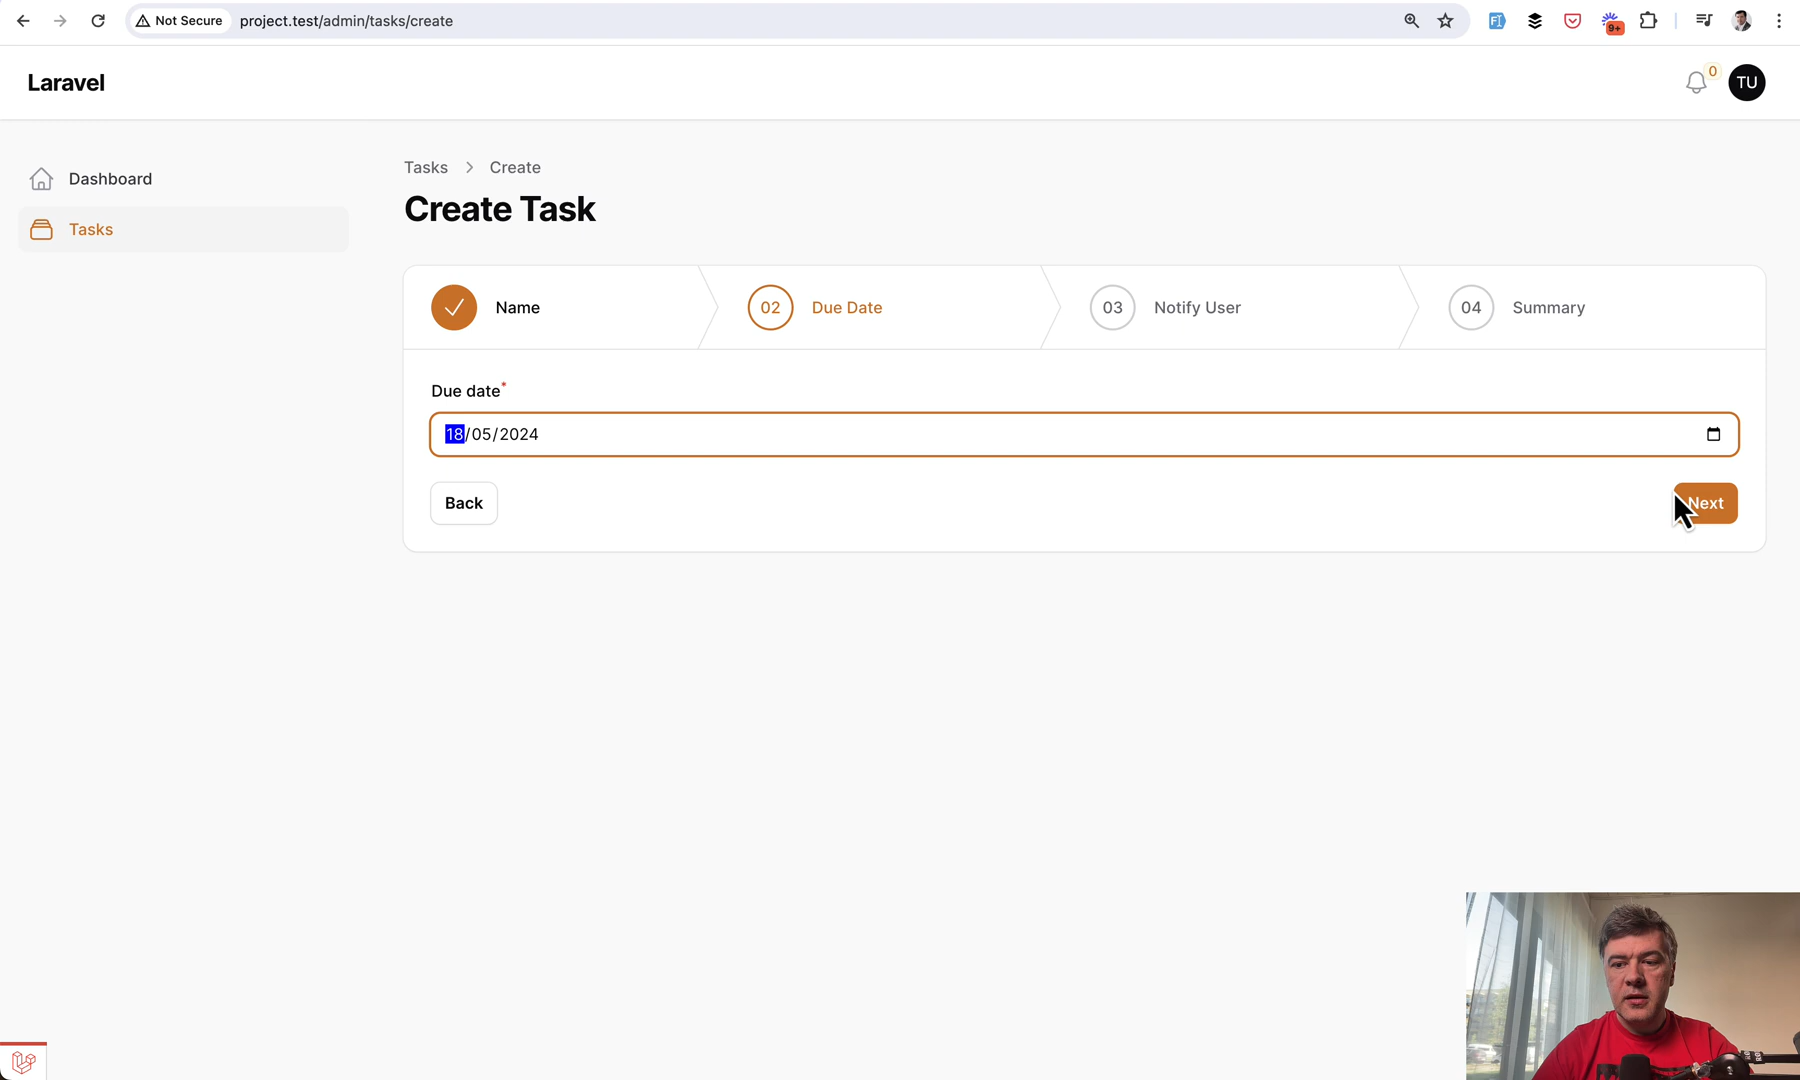 Not Secure project.test/admin/tasks/create
9+
Laravel
0
TU
Dashboard
Tasks
Tasks > Create
Create Task
Name
02 Due Date
03 Notify User
04 Summary
Due date*
18/05/2024
Back
Next